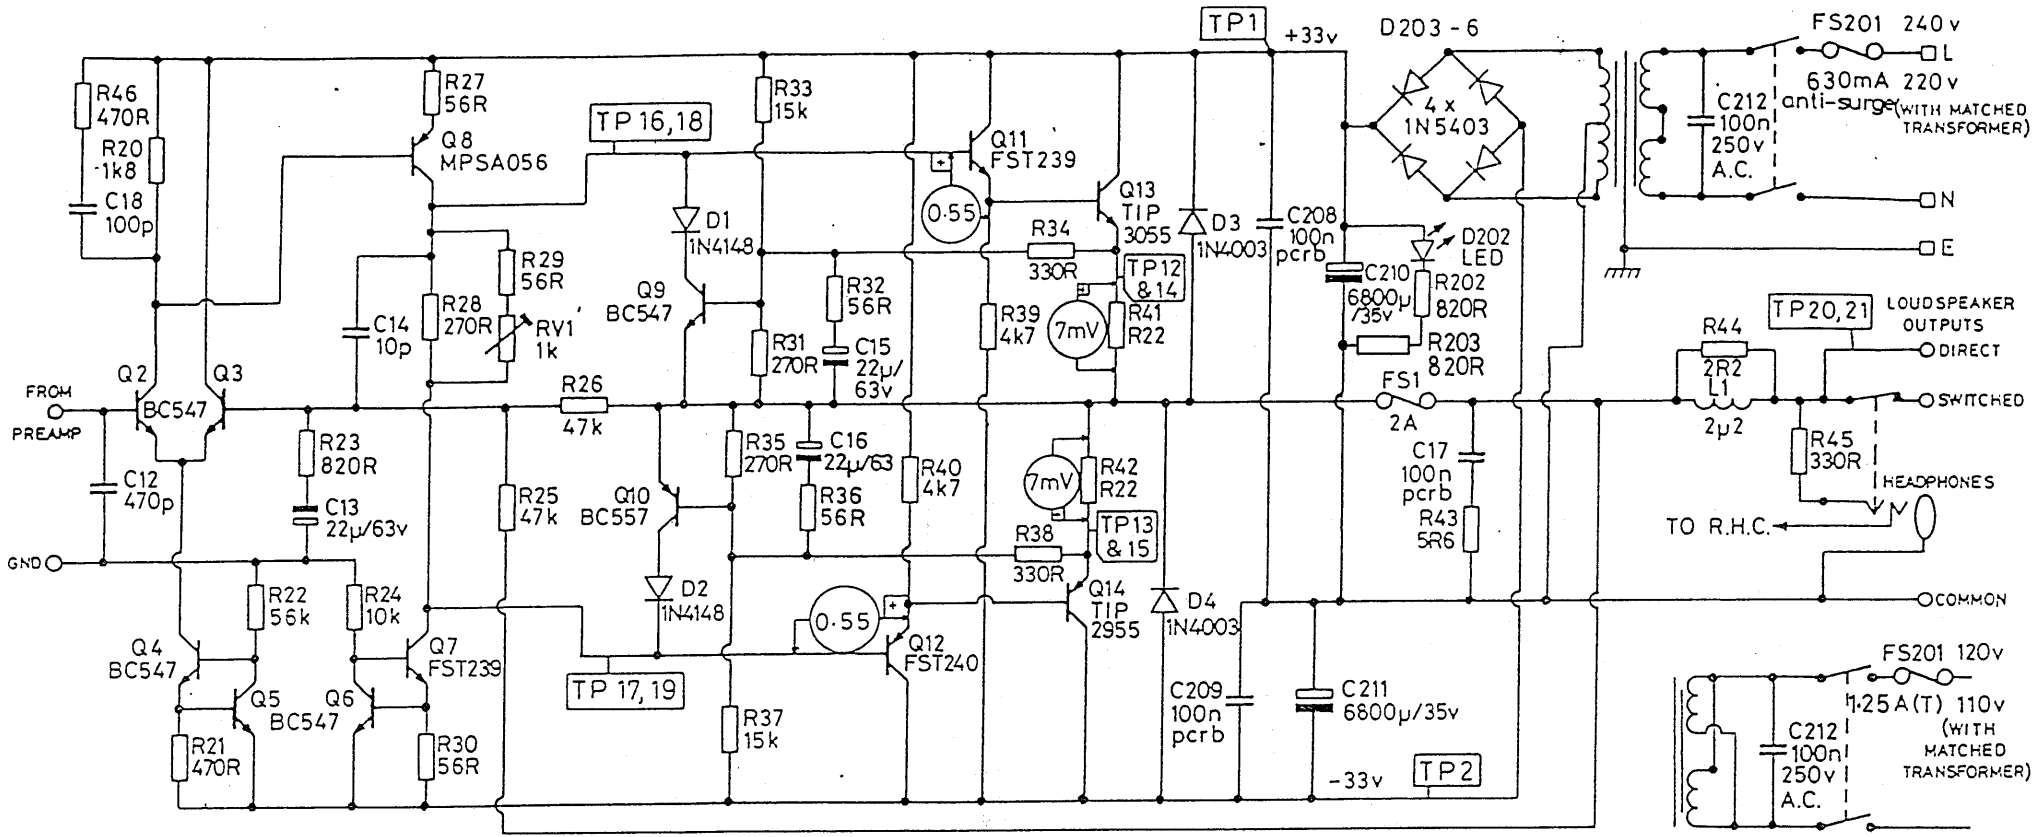 TP1
+33v
D203-6
FS201 240v
L
630mA 220v
anti-surge (WITH MATCHED
TRANSFORMER)
R46
470R
R20
1k8
C18
100p
R27
56R
Q8
MPSA056
TP 16,18
R33
15k
Q11
FST239
0.55
+
Q13
TIP
3055
D3
1N4003
C208
100n
pcrb
4 x
1N5403
C212
100n
250v
A.C.
N
E
D1
1N4148
R34
330R
TP12
& 14
D202
LED
C210
6800µ
/35v
R202
820R
R203
820R
R29
56R
R28
270R
RV1
1k
C14
10p
Q9
BC547
R32
56R
R31
270R
C15
22µ/
63v
R39
4k7
7mV
R41
R22
TP20,21
LOUDSPEAKER
OUTPUTS
DIRECT
R44
2R2
L1
2µ2
SWITCHED
FS1
2A
FROM
PREAMP
Q2
Q3
BC547
R26
47k
R23
820R
C12
470p
C13
22µ/63v
R25
47k
R35
270R
C16
22µ/63
R36
56R
Q10
BC557
R40
4k7
7mV
R42
R22
TP13
& 15
R38
330R
C17
100n
pcrb
R43
5R6
R45
330R
HEADPHONES
TO R.H.C.
GND
R22
56k
R24
10k
D2
1N4148
0.55
+
Q14
TIP
2955
D4
1N4003
COMMON
Q4
BC547
Q7
FST239
Q12
FST240
Q5
Q6
BC547
TP 17,19
R21
470R
R30
56R
R37
15k
C209
100n
pcrb
C211
6800µ/35v
-33v
TP2
FS201 120v
1.25A(T) 110v
(WITH
MATCHED
TRANSFORMER)
C212
100n
250v
A.C.